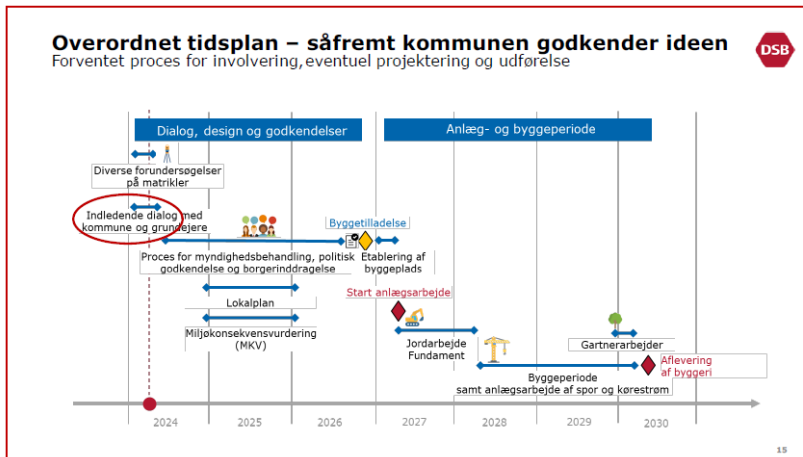 Overordnet tidsplan – såfremt kommunen godkender ideen
Forventet proces for involvering, eventuel projektering og udførelse
DSB
Dialog, design og godkendelser
Anlæg- og byggeperiode
Diverse forundersøgelser
på matrikler
Indledende dialog med
kommune og grundejere
Byggetilladelse
Proces for myndighedsbehandling, politisk
godkendelse og borgerinddragelse
Etablering af
byggeplads
Lokalplan
Miljøkonsekvensvurdering
(MKV)
Start anlægsarbejde
Jordarbejde
Fundament
Gartnerarbejder
Aflevering
af byggeri
Byggeperiode
samt anlægsarbejde af spor og kørestrøm
2024
2025
2026
2027
2028
2029
2030
15